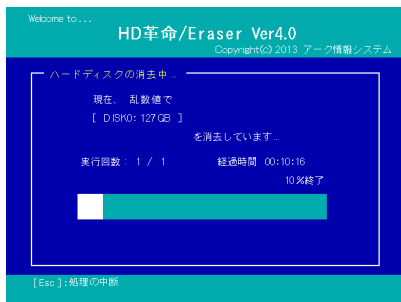 Welcome to...
HD革命/Eraser Ver4.0
Copyright(C) 2013 アーク情報システム
ハードディスクの消去中...
現在、 乱数値で
[ DISK0: 127GB ]
を消去しています...
実行回数: 1 / 1 経過時間 00:10:16
10%終了
[Esc]:処理の中断